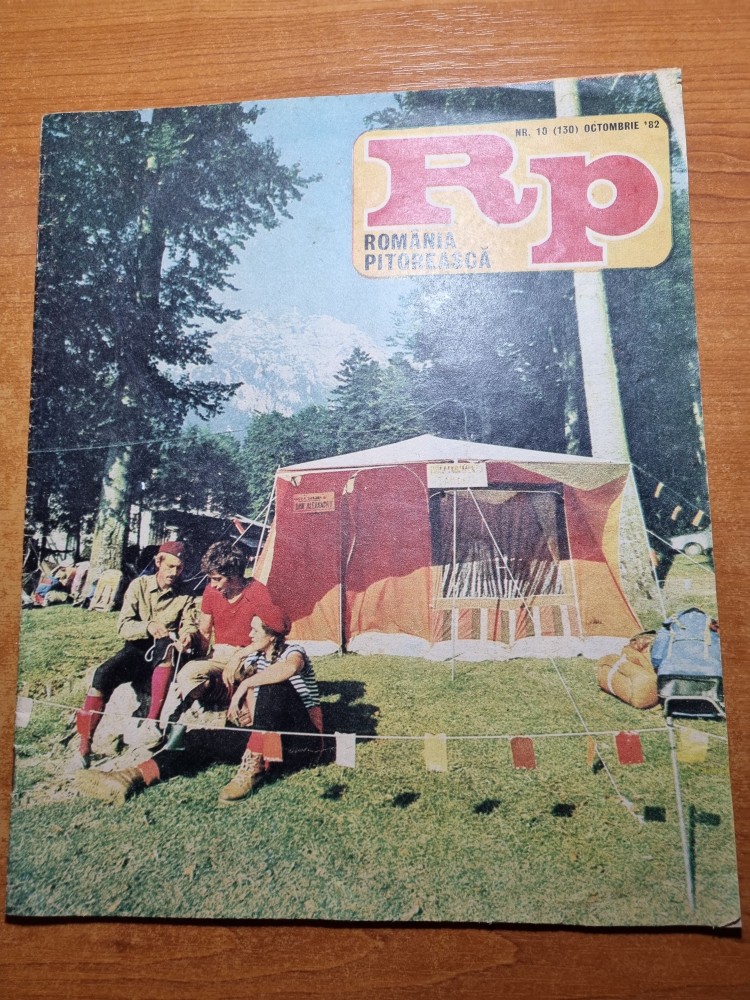 NR. 10 (130) OCTOMBRIE '82
Rp
ROMÂNIA
PITOREASCĂ